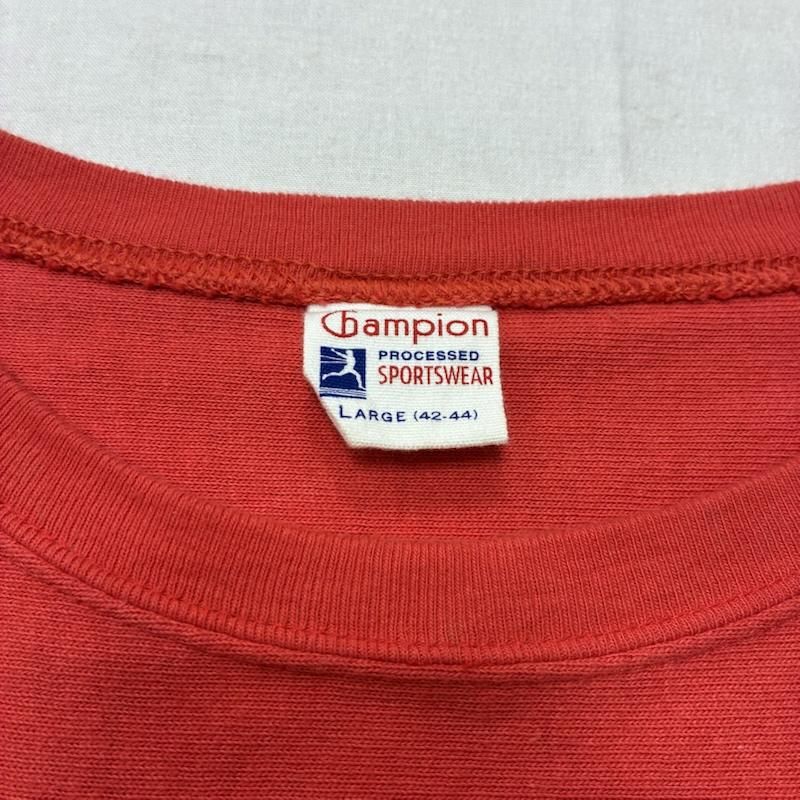 Champion
PROCESSED
SPORTSWEAR
LARGE (42-44)